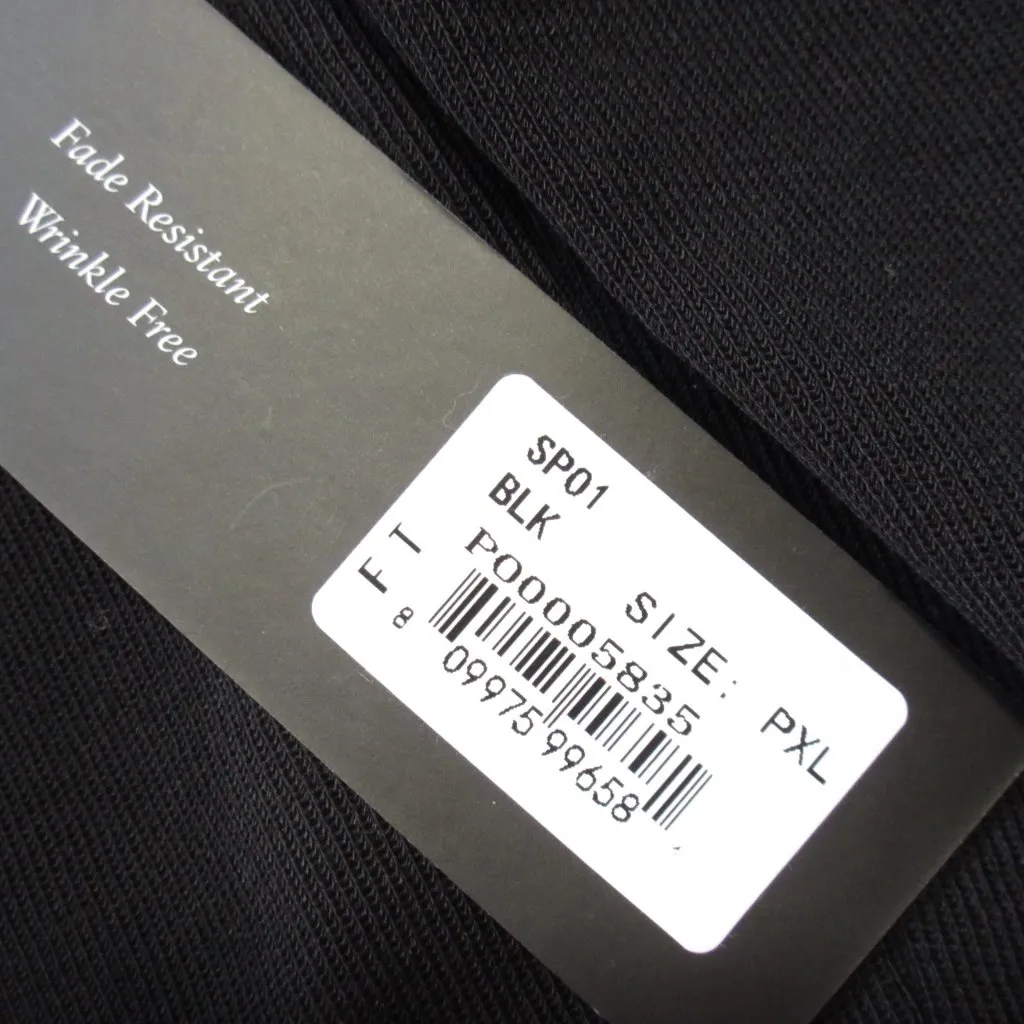 Fade Resistant
Wrinkle Free
SP01
BLK
SIZE: PXL
P00005835
FT
8 09975 99658